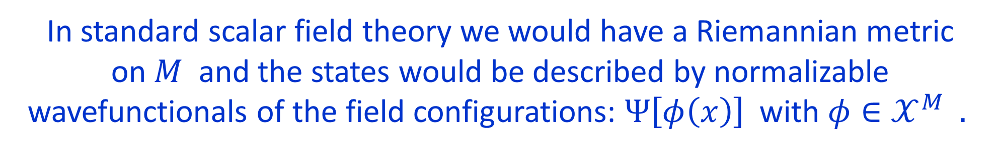 In standard scalar field theory we would have a Riemannian metric
on 𝑀 and the states would be described by normalizable
wavefunctionals of the field configurations: Ψ[𝜙(𝑥)] with 𝜙 ∈ 𝒳^𝑀 .